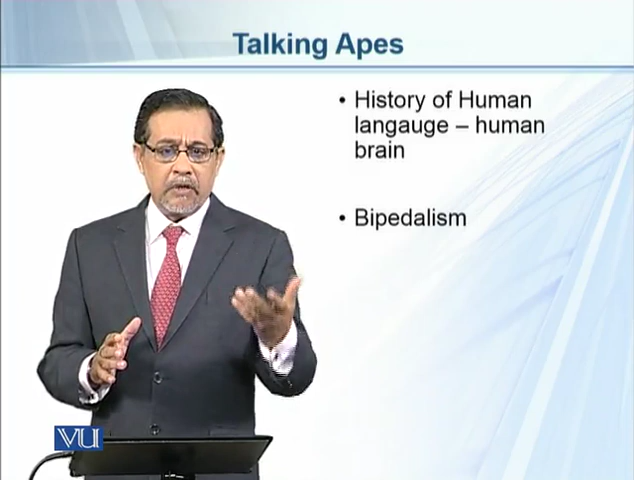 Talking Apes
• History of Human
langauge – human
brain
• Bipedalism
VU